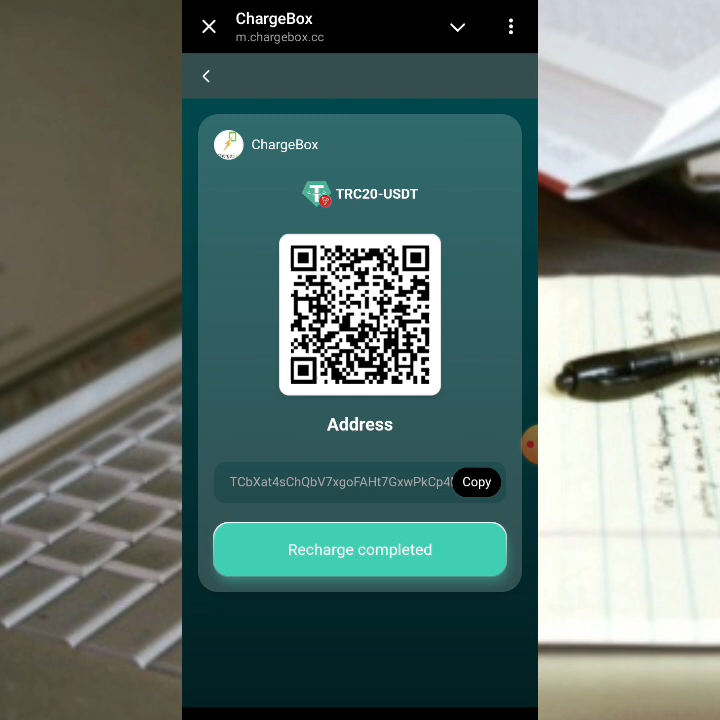 ChargeBox
m.chargebox.cc
ChargeBox
TRC20-USDT
Address
TCbXat4sChQbV7xgoFAHt7GxwPkCp4
Copy
Recharge completed